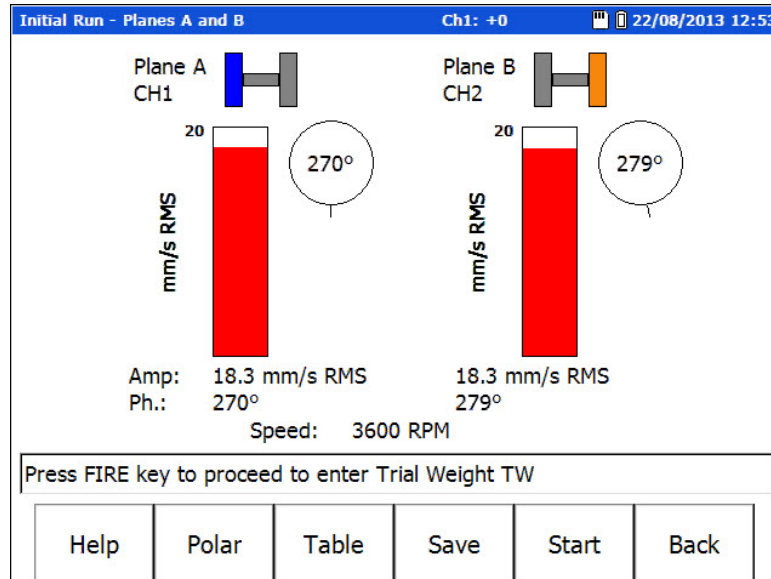 Initial Run - Planes A and B Ch1: +0 22/08/2013 12:53
Plane A
CH1
Plane B
CH2
20
270°
mm/s RMS
20
279°
mm/s RMS
Amp: 18.3 mm/s RMS 18.3 mm/s RMS
Ph.: 270° 279°
Speed: 3600 RPM
Press FIRE key to proceed to enter Trial Weight TW
Help Polar Table Save Start Back